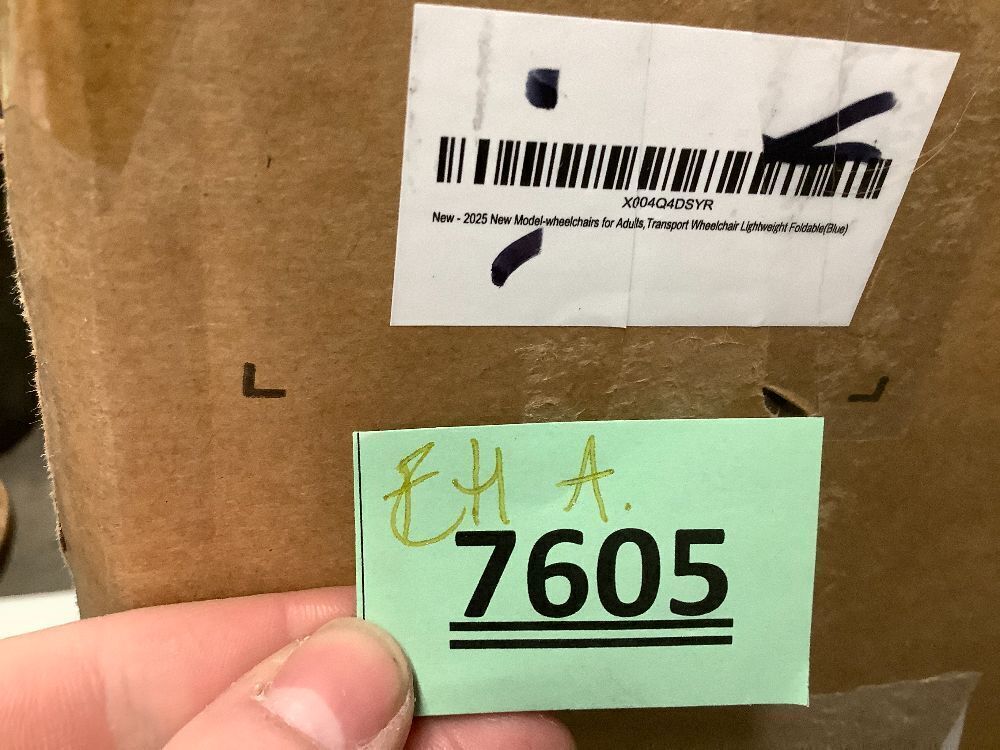 X004Q4DSYR
New - 2025 New Model-wheelchairs for Adults, Transport Wheelchair Lightweight Foldable(Blue)
EH A.
7605